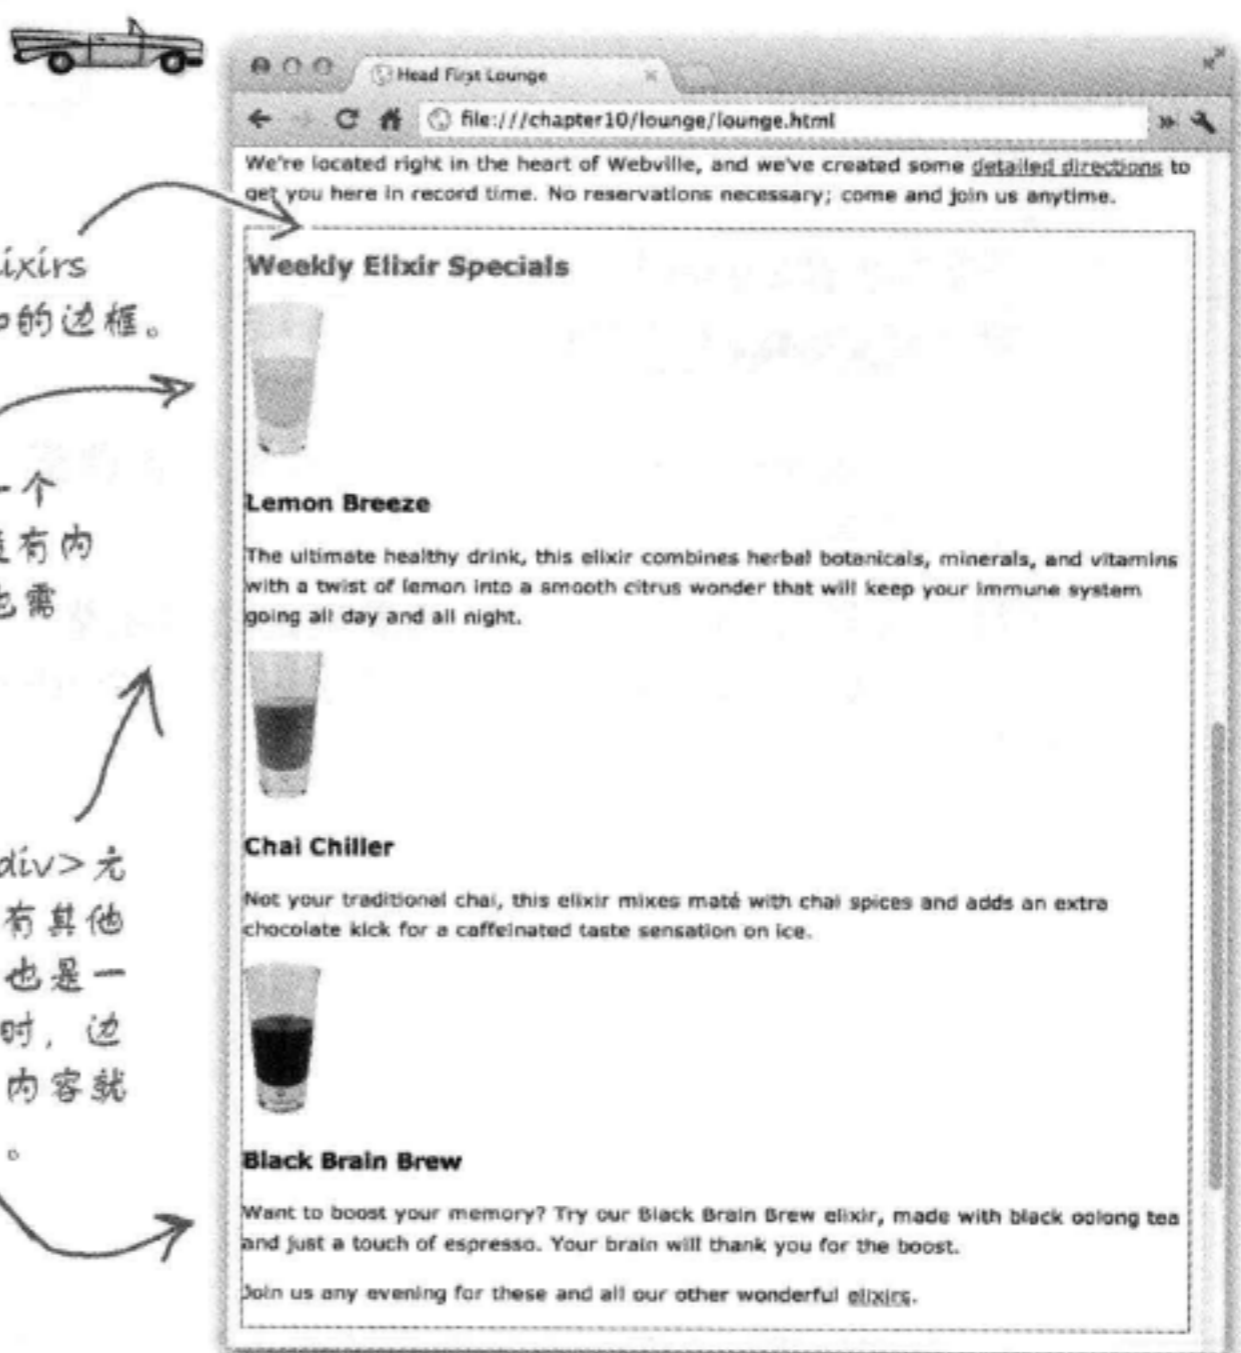 Head First Lounge
file:///chapter10/lounge/lounge.html
We're located right in the heart of Webville, and we've created some detailed directions to
get you here in record time. No reservations necessary; come and join us anytime.
的边框。
Weekly Elixir Specials
一个
有内
也需
Lemon Breeze
The ultimate healthy drink, this elixir combines herbal botanicals, minerals, and vitamins
with a twist of lemon into a smooth citrus wonder that will keep your immune system
going all day and all night.
div>元
有其他
也是一
时，边
内容就
。
Chai Chiller
Not your traditional chai, this elixir mixes maté with chai spices and adds an extra
chocolate kick for a caffeinated taste sensation on ice.
Black Brain Brew
Want to boost your memory? Try our Black Brain Brew elixir, made with black oolong tea
and just a touch of espresso. Your brain will thank you for the boost.
Join us any evening for these and all our other wonderful elixirs.